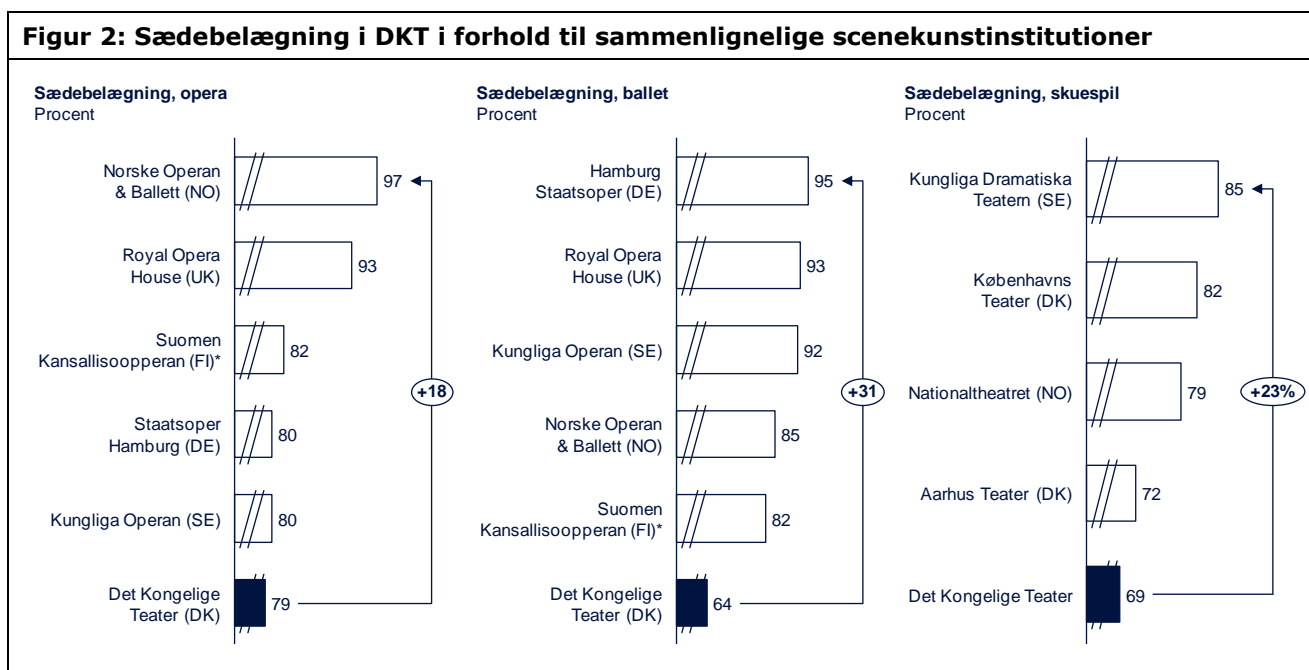 Figur 2: Sædebelægning i DKT i forhold til sammenlignelige scenekunstinstitutioner
Sædebelægning, opera
Procent
Norske Operan
& Ballett (NO)
97
Royal Opera
House (UK)
93
Suomen
Kansallisoopperan (FI)*
82
Staatsoper
Hamburg (DE)
80
Kungliga Operan (SE)
80
Det Kongelige
Teater (DK)
79
+18
Sædebelægning, ballet
Procent
Hamburg
Staatsoper (DE)
95
Royal Opera
House (UK)
93
Kungliga Operan (SE)
92
Norske Operan
& Ballett (NO)
85
Suomen
Kansallisoopperan (FI)*
82
Det Kongelige
Teater (DK)
64
+31
Sædebelægning, skuespil
Procent
Kungliga Dramatiska
Teatern (SE)
85
Københavns
Teater (DK)
82
Nationaltheatret (NO)
79
Aarhus Teater (DK)
72
Det Kongelige Teater
69
+23%